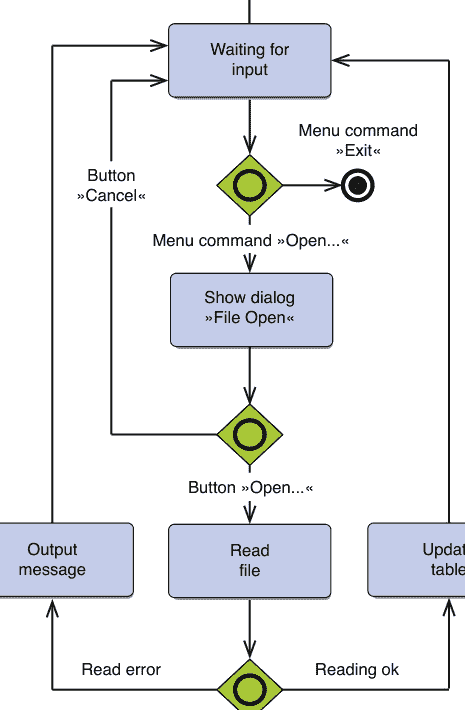 Waiting for
input
Menu command
»Exit«
Button
»Cancel«
Menu command »Open...«
Show dialog
»File Open«
Button »Open...«
Output
message
Read
file
table
Read error
Reading ok